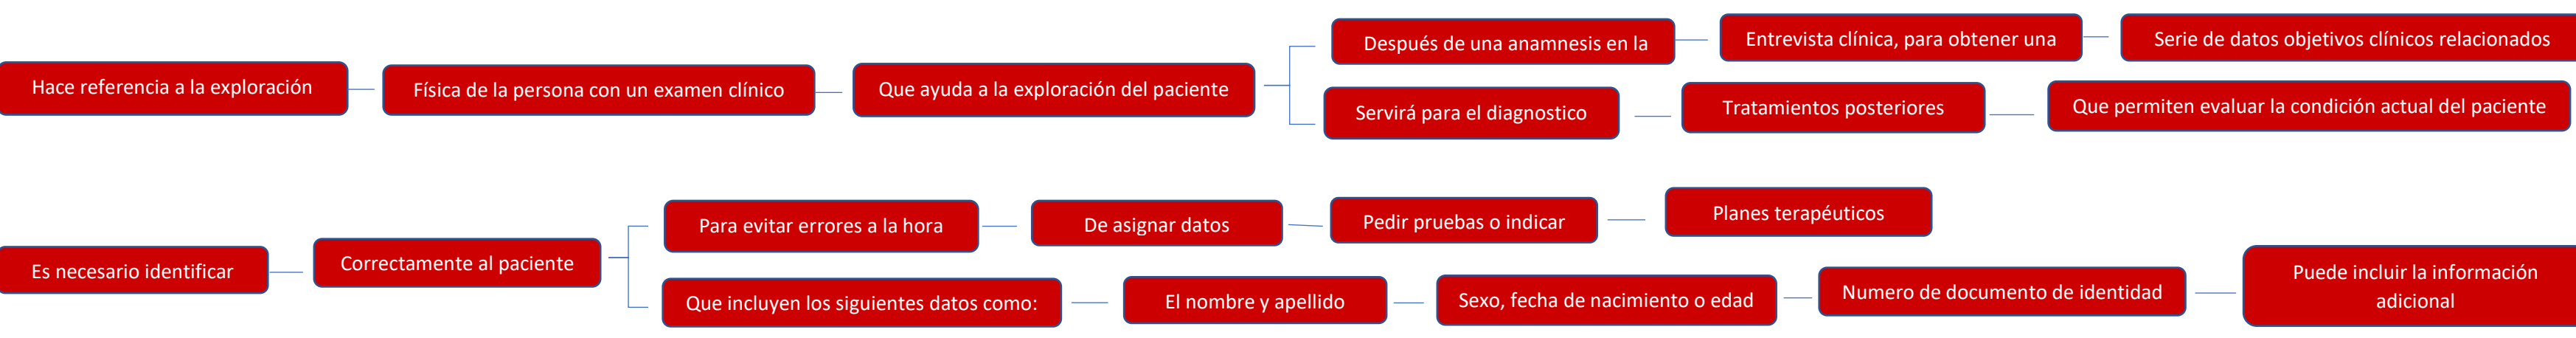 Hace referencia a la exploración
Física de la persona con un examen clínico
Que ayuda a la exploración del paciente
Después de una anamnesis en la
Entrevista clínica, para obtener una
Serie de datos objetivos clínicos relacionados
Servirá para el diagnostico
Tratamientos posteriores
Que permiten evaluar la condición actual del paciente
Es necesario identificar
Correctamente al paciente
Para evitar errores a la hora
De asignar datos
Pedir pruebas o indicar
Planes terapéuticos
Que incluyen los siguientes datos como:
El nombre y apellido
Sexo, fecha de nacimiento o edad
Numero de documento de identidad
Puede incluir la información
adicional